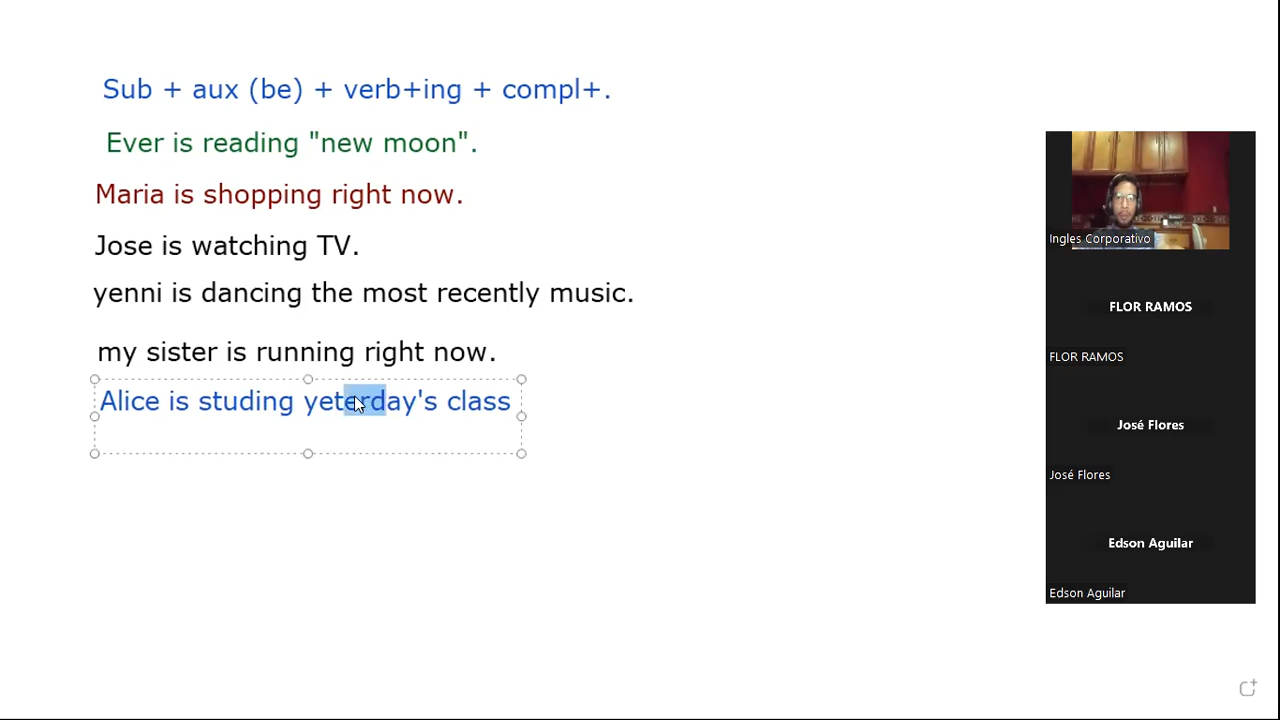 Sub + aux (be) + verb+ing + compl+.
Ever is reading "new moon".
Maria is shopping right now.
Jose is watching TV.
yenni is dancing the most recently music.
my sister is running right now.
Alice is studing yeterday's class
Ingles Corporativo
FLOR RAMOS
FLOR RAMOS
José Flores
José Flores
Edson Aguilar
Edson Aguilar